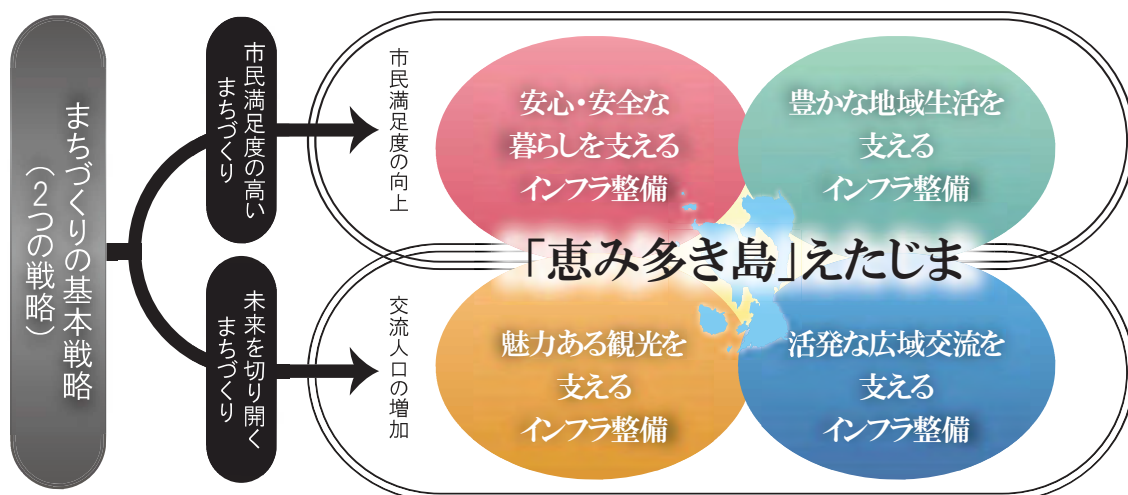 まちづくりの基本戦略
（２つの戦略）
市民満足度の高い
まちづくり
市民満足度の向上
安心・安全な
暮らしを支える
インフラ整備
豊かな地域生活を
支える
インフラ整備
「恵み多き島」えたじま
未来を切り開く
まちづくり
交流人口の増加
魅力ある観光を
支える
インフラ整備
活発な広域交流を
支える
インフラ整備